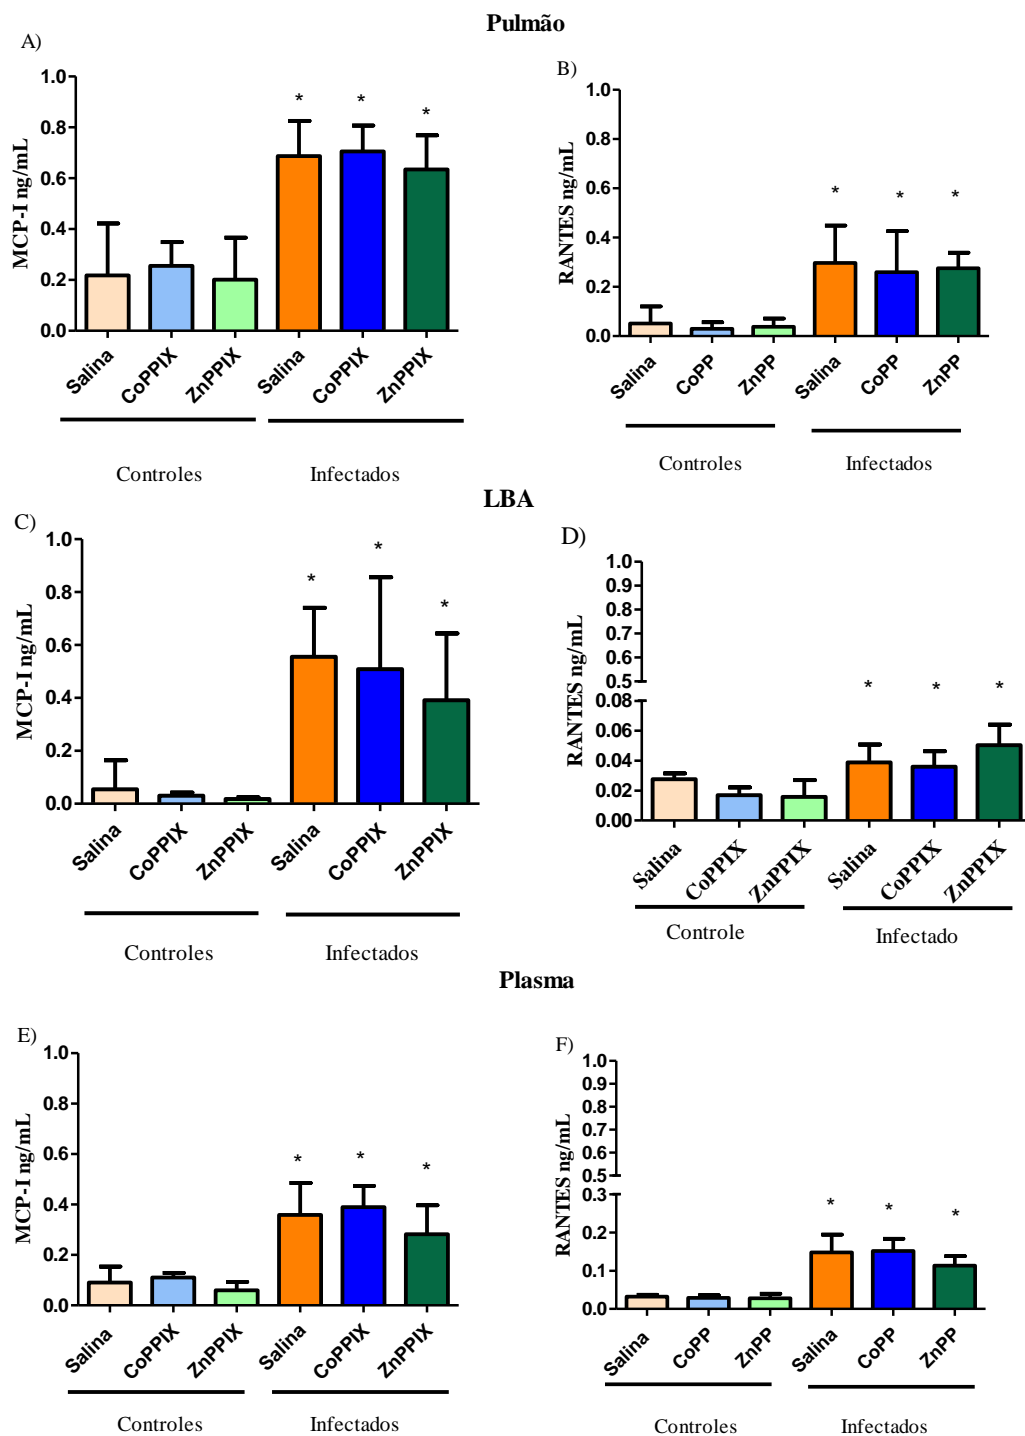 Pulmão
A)
MCP-I ng/mL
1.0
0.8
0.6
0.4
0.2
0.0
* * *
Salina CoPPIX ZnPPIX Salina CoPPIX ZnPPIX
Controles Infectados
B)
RANTES ng/mL
1.0
0.8
0.6
0.4
0.2
0.0
* * *
Salina CoPP ZnPP Salina CoPP ZnPP
Controles Infectados
LBA
C)
MCP-I ng/mL
1.0
0.8
0.6
0.4
0.2
0.0
* * *
Salina CoPPIX ZnPPIX Salina CoPPIX ZnPPIX
Controles Infectados
D)
RANTES ng/mL
1.0
0.9
0.8
0.7
0.6
0.5
0.08
0.06
0.04
0.02
0.00
* * *
Salina CoPPIX ZnPPIX Salina CoPPIX ZnPPIX
Controle Infectado
Plasma
E)
MCP-I ng/mL
1.0
0.8
0.6
0.4
0.2
0.0
* * *
Salina CoPPIX ZnPPIX Salina CoPPIX ZnPPIX
Controles Infectados
F)
RANTES ng/mL
1.0
0.9
0.8
0.7
0.6
0.5
0.3
0.2
0.1
0.0
* * *
Salina CoPP ZnPP Salina CoPP ZnPP
Controles Infectados